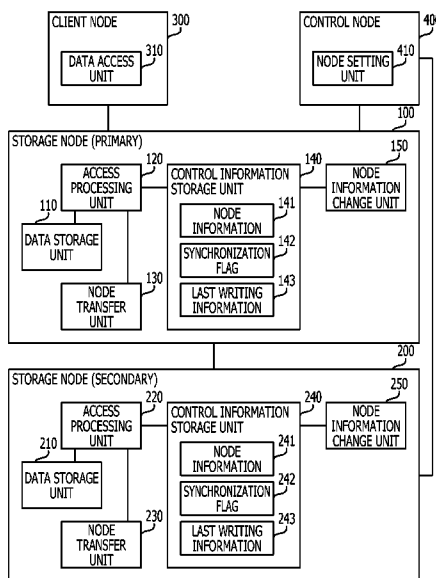 CLIENT NODE
300
DATA ACCESS
UNIT
310
CONTROL NODE
NODE SETTING
UNIT
410
100
STORAGE NODE (PRIMARY)
ACCESS
PROCESSING
UNIT
120
CONTROL INFORMATION
STORAGE UNIT
140
NODE
INFORMATION
CHANGE UNIT
150
110
DATA STORAGE
UNIT
NODE
INFORMATION
141
SYNCHRONIZATION
FLAG
142
NODE
TRANSFER
UNIT
130
LAST WRITING
INFORMATION
143
200
STORAGE NODE (SECONDARY)
ACCESS
PROCESSING
UNIT
220
CONTROL INFORMATION
STORAGE UNIT
240
NODE
INFORMATION
CHANGE UNIT
250
210
DATA STORAGE
UNIT
NODE
INFORMATION
241
SYNCHRONIZATION
FLAG
242
NODE
TRANSFER
UNIT
230
LAST WRITING
INFORMATION
243